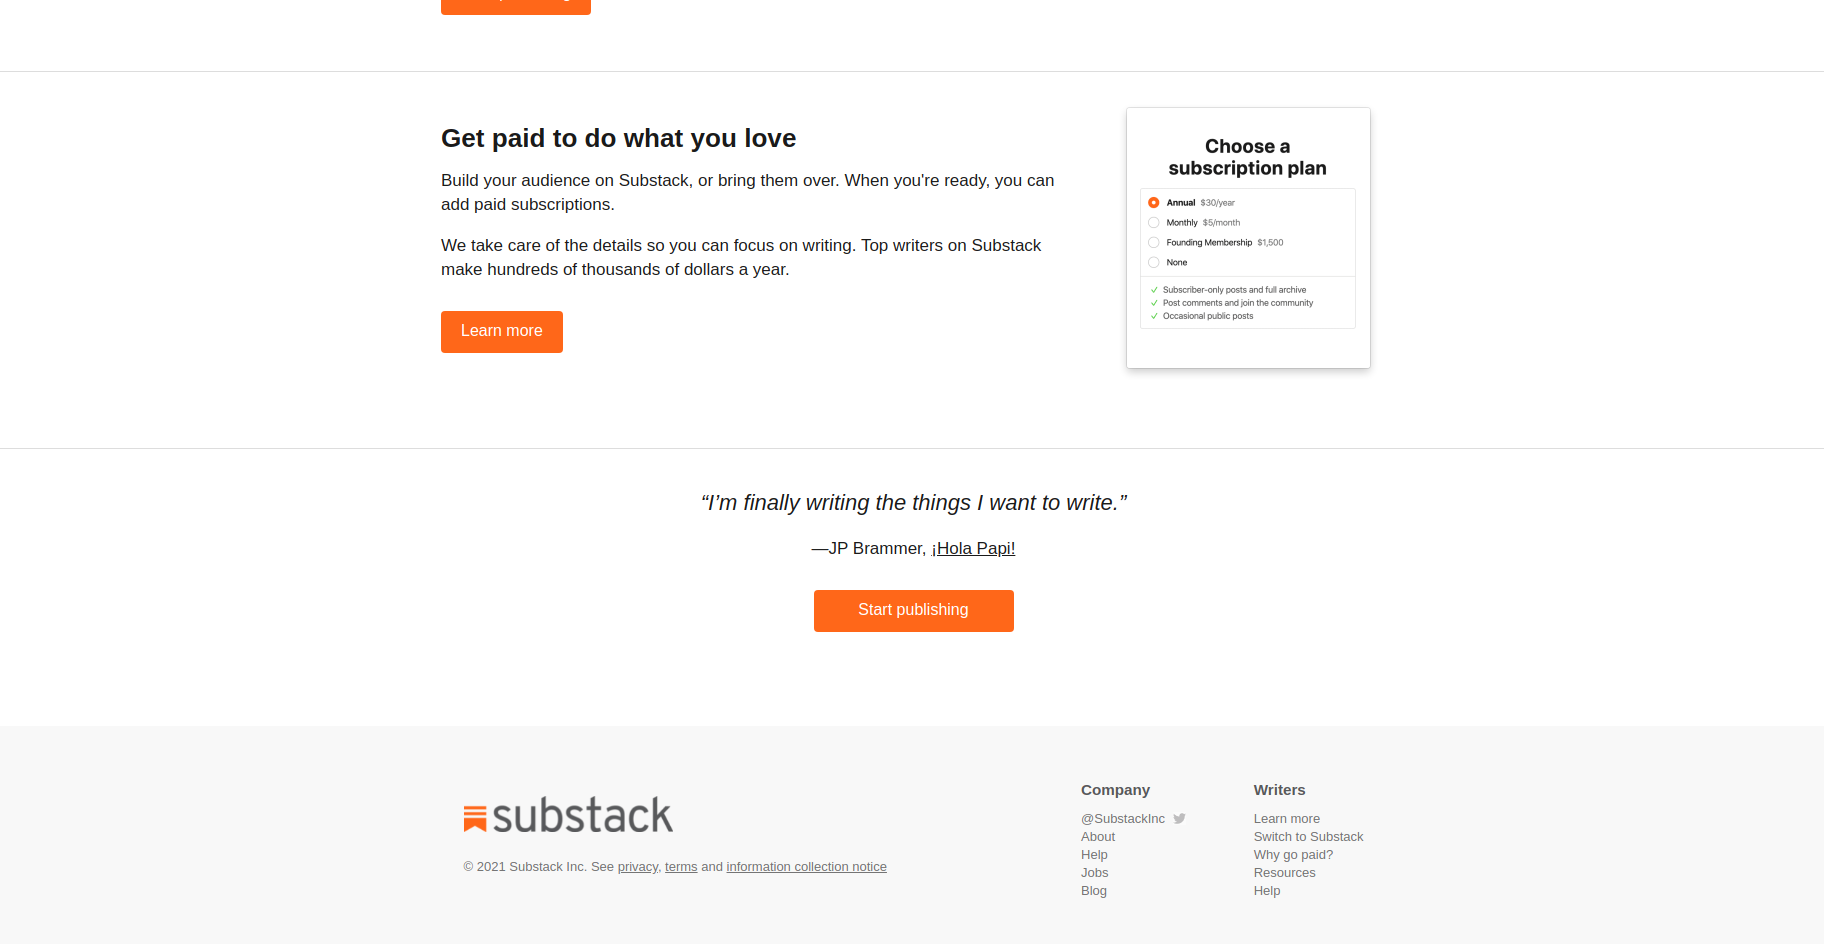 Get paid to do what you love
Build your audience on Substack, or bring them over. When you're ready, you can
add paid subscriptions.
We take care of the details so you can focus on writing. Top writers on Substack
make hundreds of thousands of dollars a year.
Learn more
Choose a
subscription plan
Annual $30/year
Monthly $5/month
Founding Membership $1,500
None
Subscriber-only posts and full archive
Post comments and join the community
Occasional public posts
“I’m finally writing the things I want to write.”
—JP Brammer, ¡Hola Papi!
Start publishing
substack
© 2021 Substack Inc. See privacy, terms and information collection notice
Company
@SubstackInc
About
Help
Jobs
Blog
Writers
Learn more
Switch to Substack
Why go paid?
Resources
Help